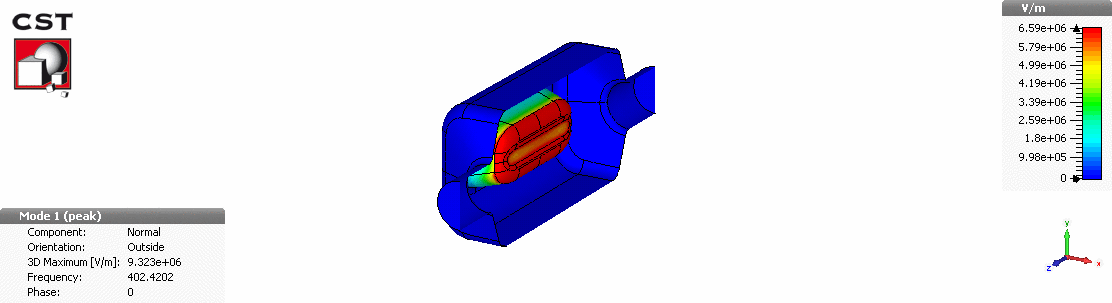 CST
V/m
6.59e+06
5.79e+06
4.99e+06
4.19e+06
3.39e+06
2.59e+06
1.8e+06
9.98e+05
0
Mode 1 (peak)
Component: Normal
Orientation: Outside
3D Maximum [V/m]: 9.323e+06
Frequency: 402.4202
Phase: 0
y
x
z